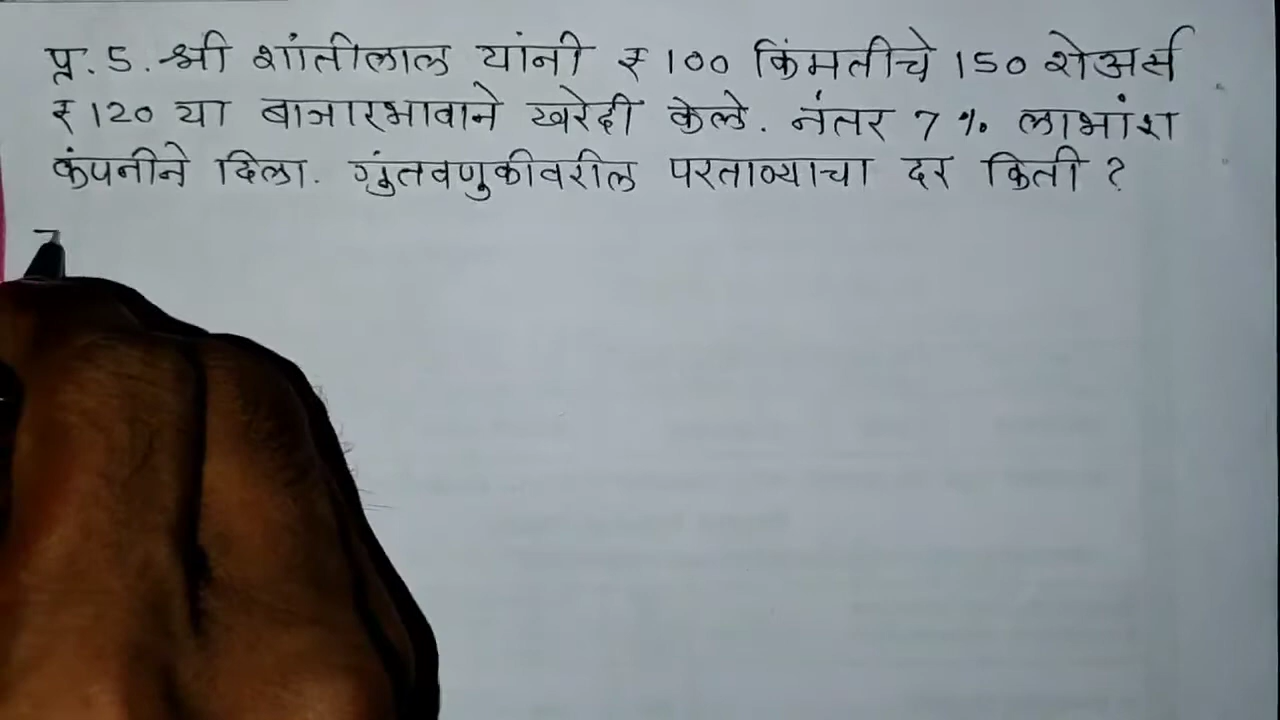 प्र. 5. श्री शांतीलाल यांनी ₹ 100 किंमतीचे 150 शेअर्स
₹ 120 या बाजारभावाने खरेदी केले. नंतर 7 % लाभांश
कंपनीने दिला. गुंतवणुकीवरील परताव्याचा दर किती ?